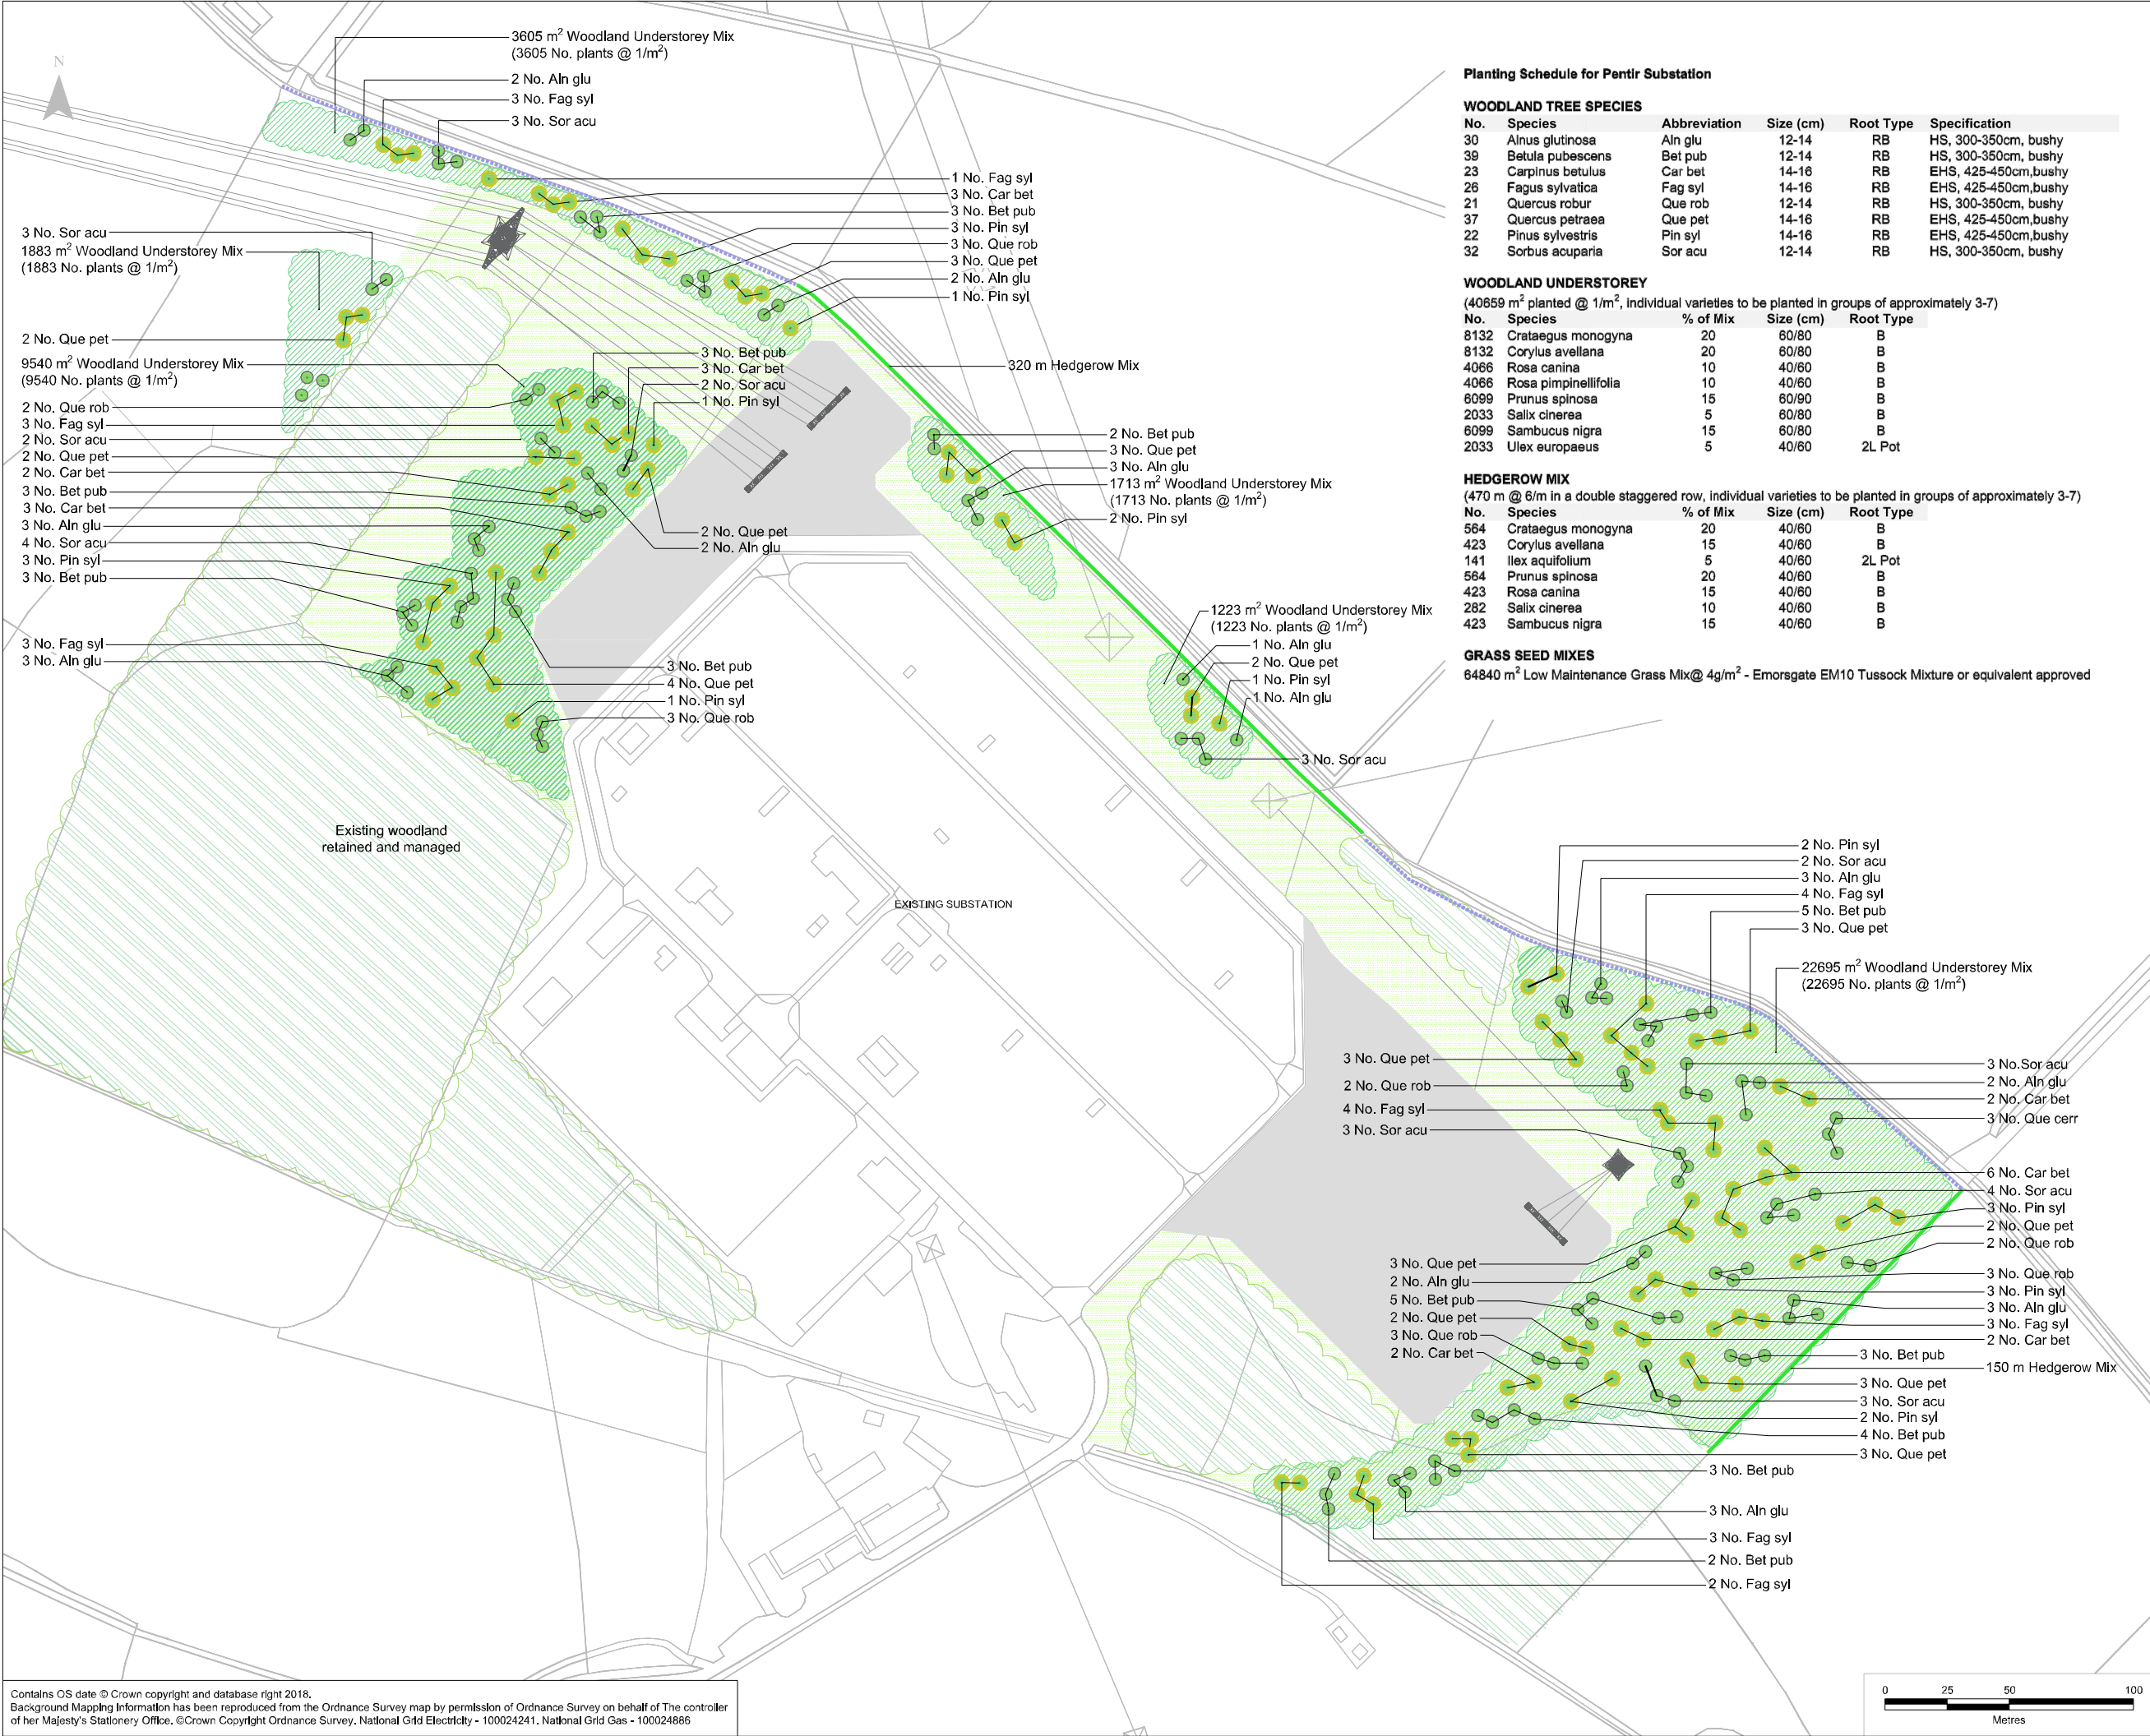 N
3605 m² Woodland Understorey Mix
(3605 No. plants @ 1/m²)
2 No. Aln glu
3 No. Fag syl
3 No. Sor acu
1 No. Fag syl
3 No. Car bet
3 No. Bet pub
3 No. Pin syl
3 No. Que rob
3 No. Que pet
2 No. Aln glu
1 No. Pin syl
3 No. Sor acu
1883 m² Woodland Understorey Mix
(1883 No. plants @ 1/m²)
2 No. Que pet
9540 m² Woodland Understorey Mix
(9540 No. plants @ 1/m²)
2 No. Que rob
3 No. Fag syl
2 No. Sor acu
2 No. Que pet
2 No. Car bet
3 No. Bet pub
3 No. Car bet
3 No. Aln glu
4 No. Sor acu
3 No. Pin syl
3 No. Bet pub
3 No. Fag syl
3 No. Aln glu
3 No. Bet pub
3 No. Car bet
2 No. Sor acu
1 No. Pin syl
2 No. Que pet
2 No. Aln glu
3 No. Bet pub
4 No. Que pet
1 No. Pin syl
3 No. Que rob
320 m Hedgerow Mix
2 No. Bet pub
3 No. Que pet
3 No. Aln glu
1713 m² Woodland Understorey Mix
(1713 No. plants @ 1/m²)
2 No. Pin syl
1223 m² Woodland Understorey Mix
(1223 No. plants @ 1/m²)
1 No. Aln glu
2 No. Que pet
1 No. Pin syl
1 No. Aln glu
3 No. Sor acu
Existing woodland
retained and managed
EXISTING SUBSTATION
Planting Schedule for Pentir Substation
WOODLAND TREE SPECIES
No. Species Abbreviation Size (cm) Root Type Specification
30 Alnus glutinosa Aln glu 12-14 RB HS, 300-350cm, bushy
39 Betula pubescens Bet pub 12-14 RB HS, 300-350cm, bushy
23 Carpinus betulus Car bet 14-16 RB EHS, 425-450cm,bushy
26 Fagus sylvatica Fag syl 14-16 RB EHS, 425-450cm,bushy
21 Quercus robur Que rob 12-14 RB HS, 300-350cm, bushy
37 Quercus petraea Que pet 14-16 RB EHS, 425-450cm,bushy
22 Pinus sylvestris Pin syl 14-16 RB EHS, 425-450cm,bushy
32 Sorbus acuparia Sor acu 12-14 RB HS, 300-350cm, bushy
WOODLAND UNDERSTOREY
(40659 m² planted @ 1/m², individual varieties to be planted in groups of approximately 3-7)
No. Species % of Mix Size (cm) Root Type
8132 Crataegus monogyna 20 60/80 B
8132 Corylus avellana 20 60/80 B
4066 Rosa canina 10 40/60 B
4066 Rosa pimpinellifolia 10 40/60 B
6099 Prunus spinosa 15 60/90 B
2033 Salix cinerea 5 60/80 B
6099 Sambucus nigra 15 60/80 B
2033 Ulex europaeus 5 40/60 2L Pot
HEDGEROW MIX
(470 m @ 6/m in a double staggered row, individual varieties to be planted in groups of approximately 3-7)
No. Species % of Mix Size (cm) Root Type
564 Crataegus monogyna 20 40/60 B
423 Corylus avellana 15 40/60 B
141 Ilex aquifolium 5 40/60 2L Pot
564 Prunus spinosa 20 40/60 B
423 Rosa canina 15 40/60 B
282 Salix cinerea 10 40/60 B
423 Sambucus nigra 15 40/60 B
GRASS SEED MIXES
64840 m² Low Maintenance Grass Mix@ 4g/m² - Emorsgate EM10 Tussock Mixture or equivalent approved
2 No. Pin syl
2 No. Sor acu
3 No. Aln glu
4 No. Fag syl
5 No. Bet pub
3 No. Que pet
22695 m² Woodland Understorey Mix
(22695 No. plants @ 1/m²)
3 No. Que pet
2 No. Que rob
4 No. Fag syl
3 No. Sor acu
3 No.Sor acu
2 No. Aln glu
2 No. Car bet
3 No. Que cerr
6 No. Car bet
4 No. Sor acu
3 No. Pin syl
2 No. Que pet
2 No. Que rob
3 No. Que rob
3 No. Pin syl
3 No. Aln glu
3 No. Fag syl
2 No. Car bet
3 No. Que pet
2 No. Aln glu
5 No. Bet pub
2 No. Que pet
3 No. Que rob
2 No. Car bet
3 No. Bet pub
150 m Hedgerow Mix
3 No. Que pet
3 No. Sor acu
2 No. Pin syl
4 No. Bet pub
3 No. Que pet
3 No. Bet pub
3 No. Aln glu
3 No. Fag syl
2 No. Bet pub
2 No. Fag syl
Contains OS date © Crown copyright and database right 2018.
Background Mapping information has been reproduced from the Ordnance Survey map by permission of Ordnance Survey on behalf of The controller
of her Majesty's Stationery Office. ©Crown Copyright Ordnance Survey. National Grid Electricity - 100024241. National Grid Gas - 100024886
0 25 50 100
Metres